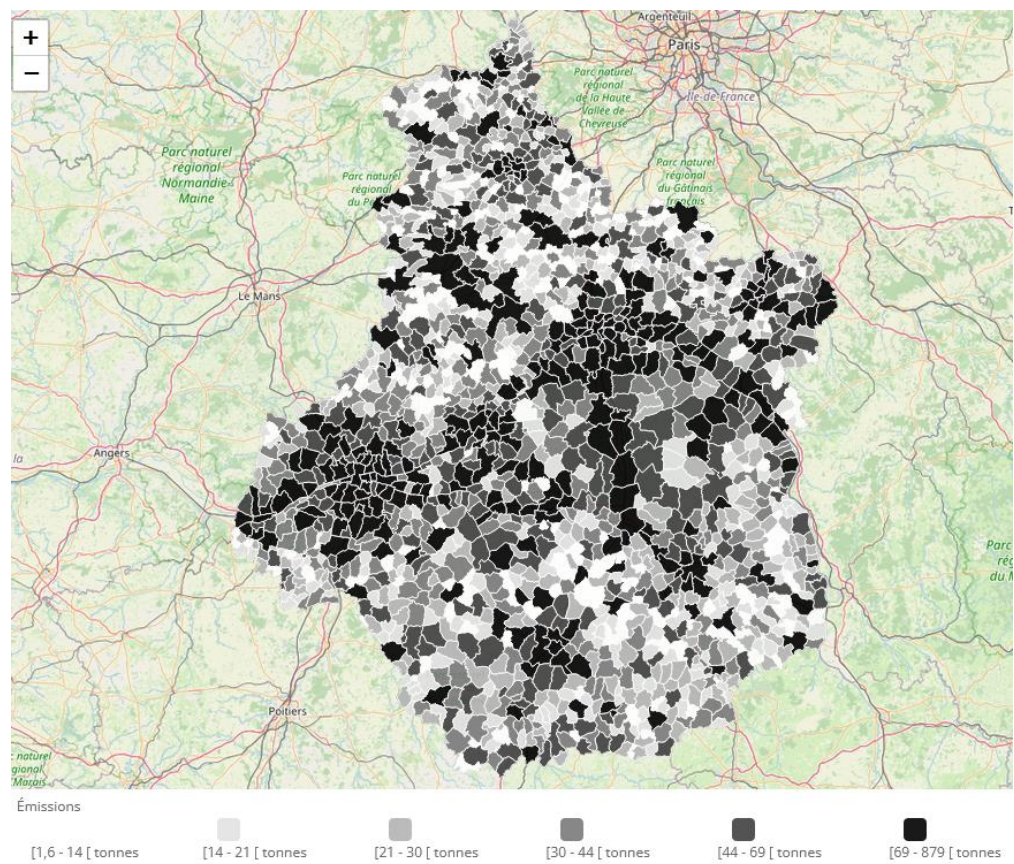 +
−
Argenteuil
Paris
Île-de-France
Parc naturel
régional
de la Haute
Vallée de
Chevreuse
Parc naturel
régional
Normandie-
Maine
Parc naturel
régional
du
Parc naturel
régional
du Gâtinais
français
Le Mans
Angers
la
Poitiers
Émissions
[1,6 - 14 [ tonnes
[14 - 21 [ tonnes
[21 - 30 [ tonnes
[30 - 44 [ tonnes
[44 - 69 [ tonnes
[69 - 879 [ tonnes